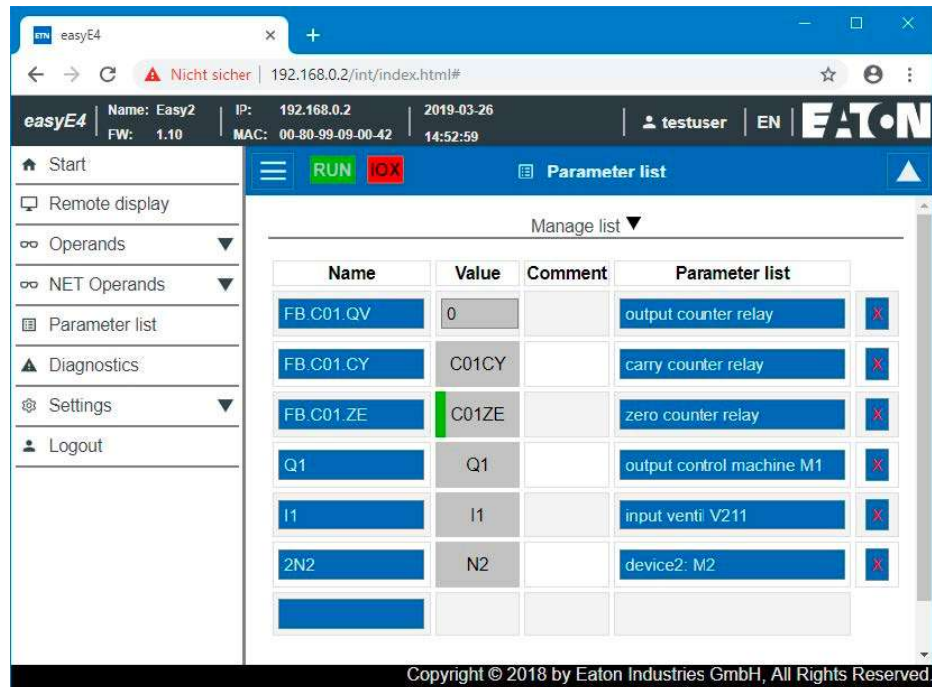 ETN easyE4 × +
Nicht sicher | 192.168.0.2/int/index.html#
easyE4 Name: Easy2 IP: 192.168.0.2 2019-03-26 testuser EN EATON
FW: 1.10 MAC: 00-80-99-09-00-42 14:52:59
Start
Remote display
Operands
NET Operands
Parameter list
Diagnostics
Settings
Logout
RUN IOX Parameter list
Manage list ▼
Name Value Comment Parameter list
FB.C01.QV 0 output counter relay X
FB.C01.CY C01CY carry counter relay X
FB.C01.ZE C01ZE zero counter relay X
Q1 Q1 output control machine M1 X
I1 I1 input ventil V211 X
2N2 N2 device2: M2 X
Copyright © 2018 by Eaton Industries GmbH, All Rights Reserved.